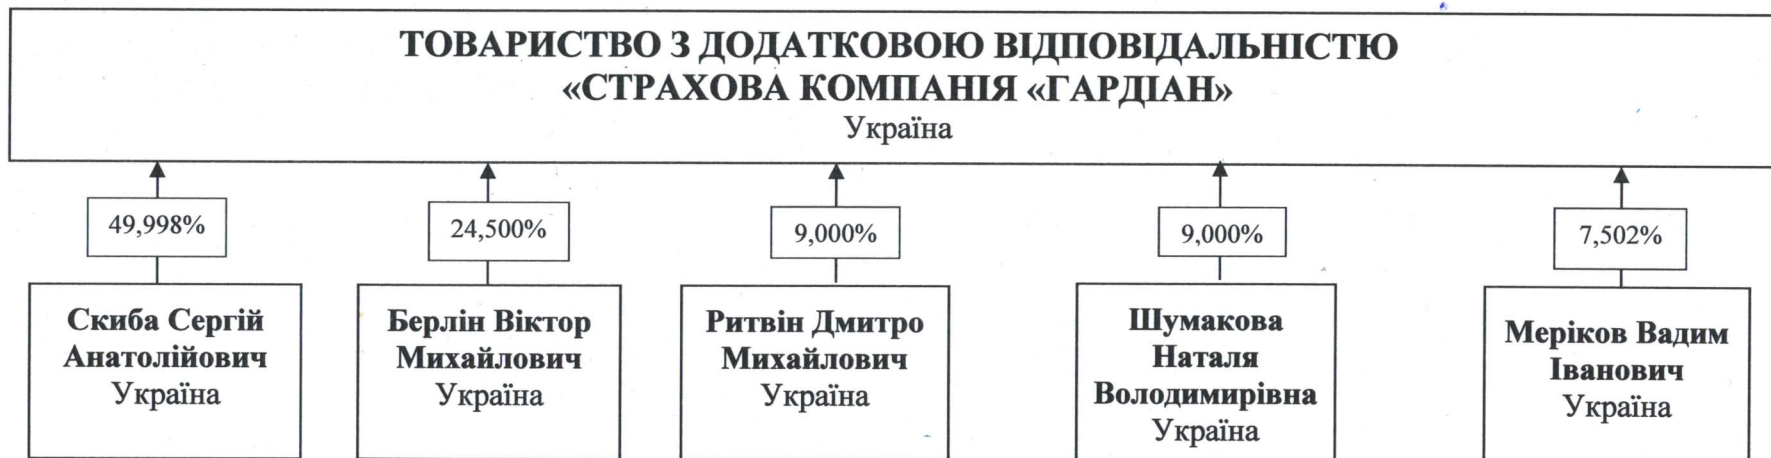 ТОВАРИСТВО З ДОДАТКОВОЮ ВІДПОВІДАЛЬНІСТЮ
«СТРАХОВА КОМПАНІЯ «ГАРДІАН»
Україна
49,998%
24,500%
9,000%
9,000%
7,502%
Скиба Сергій
Анатолійович
Україна
Берлін Віктор
Михайлович
Україна
Ритвін Дмитро
Михайлович
Україна
Шумакова
Наталя
Володимирівна
Україна
Меріков Вадим
Іванович
Україна